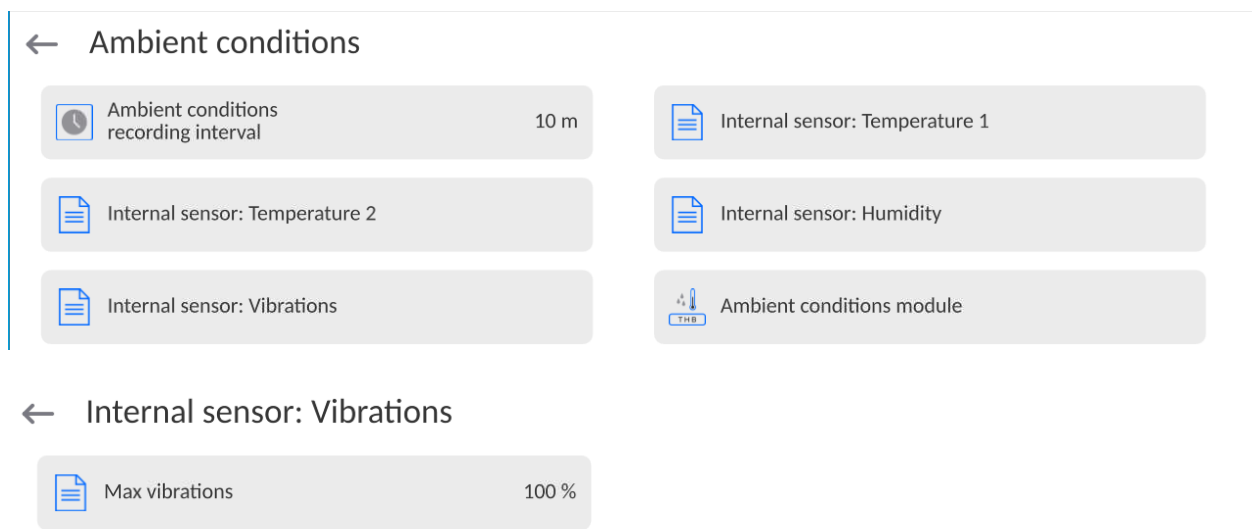 Ambient conditions
Ambient conditions
recording interval
10 m
Internal sensor: Temperature 1
Internal sensor: Temperature 2
Internal sensor: Humidity
Internal sensor: Vibrations
THB
Ambient conditions module
Internal sensor: Vibrations
Max vibrations
100 %